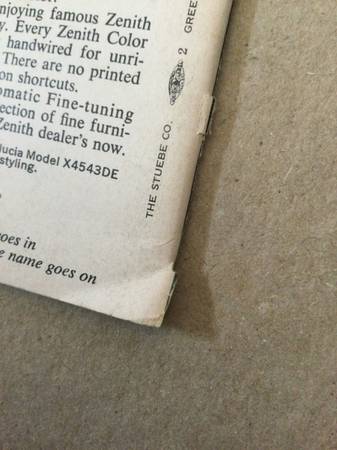 njoying famous Zenith
y. Every Zenith Color
handwired for unri-
There are no printed
on shortcuts.
omatic Fine-tuning
ection of fine furni-
Zenith dealer's now.
lucia Model X4543DE
styling.
oes in
e name goes on
THE STUEBE CO.
2 GREE